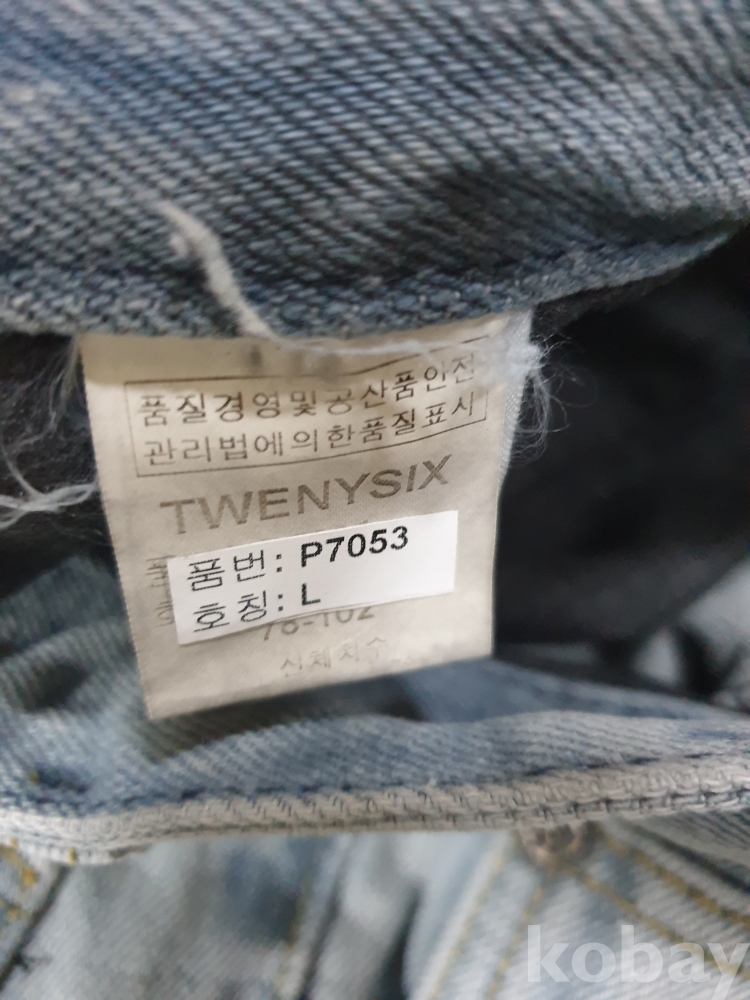 품질경영및공산품안전
관리법에의한품질표시
TWENYSIX
품번: P7053
호칭: L
78-102
신체치수
kobay